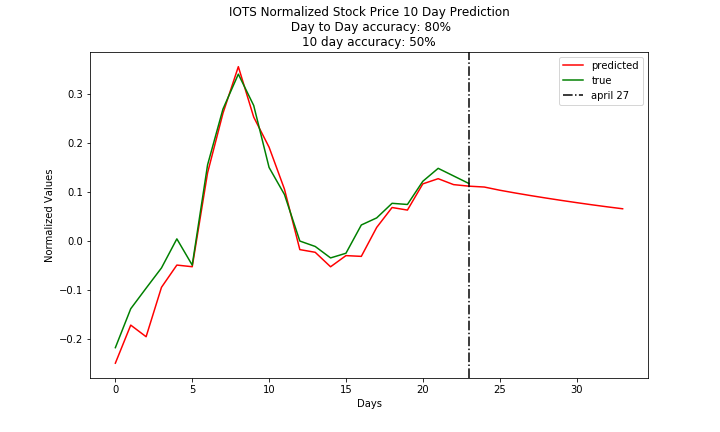 IOTS Normalized Stock Price 10 Day Prediction
Day to Day accuracy: 80%
10 day accuracy: 50%
predicted
true
april 27
0.3
0.2
0.1
0.0
−0.1
−0.2
Normalized Values
0 5 10 15 20 25 30
Days